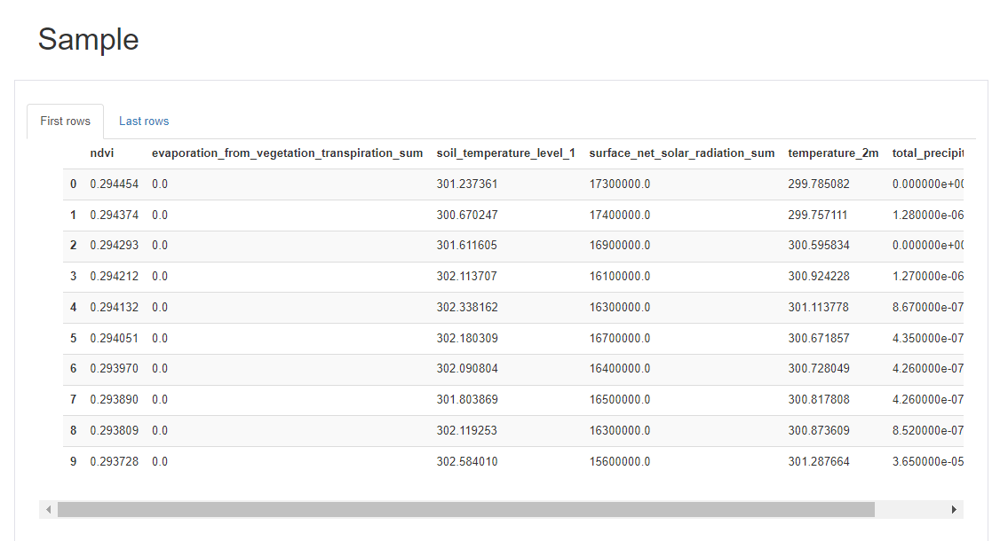 Sample
First rows Last rows
ndvi evaporation_from_vegetation_transpiration_sum soil_temperature_level_1 surface_net_solar_radiation_sum temperature_2m total_precipit
0 0.294454 0.0 301.237361 17300000.0 299.785082 0.000000e+00
1 0.294374 0.0 300.670247 17400000.0 299.757111 1.280000e-06
2 0.294293 0.0 301.611605 16900000.0 300.595834 0.000000e+00
3 0.294212 0.0 302.113707 16100000.0 300.924228 1.270000e-06
4 0.294132 0.0 302.338162 16300000.0 301.113778 8.670000e-07
5 0.294051 0.0 302.180309 16700000.0 300.671857 4.350000e-07
6 0.293970 0.0 302.090804 16400000.0 300.728049 4.260000e-07
7 0.293890 0.0 301.803869 16500000.0 300.817808 4.260000e-07
8 0.293809 0.0 302.119253 16300000.0 300.873609 8.520000e-07
9 0.293728 0.0 302.584010 15600000.0 301.287664 3.650000e-05